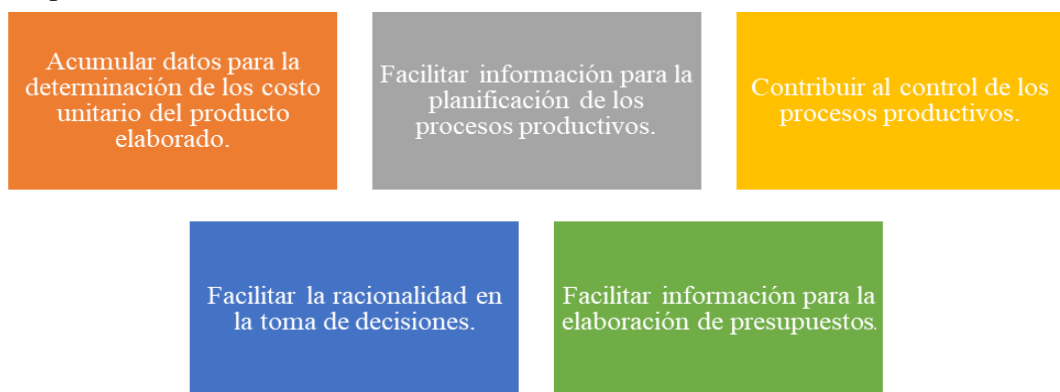 Acumular datos para la
determinación de los costo
unitario del producto
elaborado.
Facilitar información para la
planificación de los
procesos productivos.
Contribuir al control de los
procesos productivos.
Facilitar la racionalidad en
la toma de decisiones.
Facilitar información para la
elaboración de presupuestos.